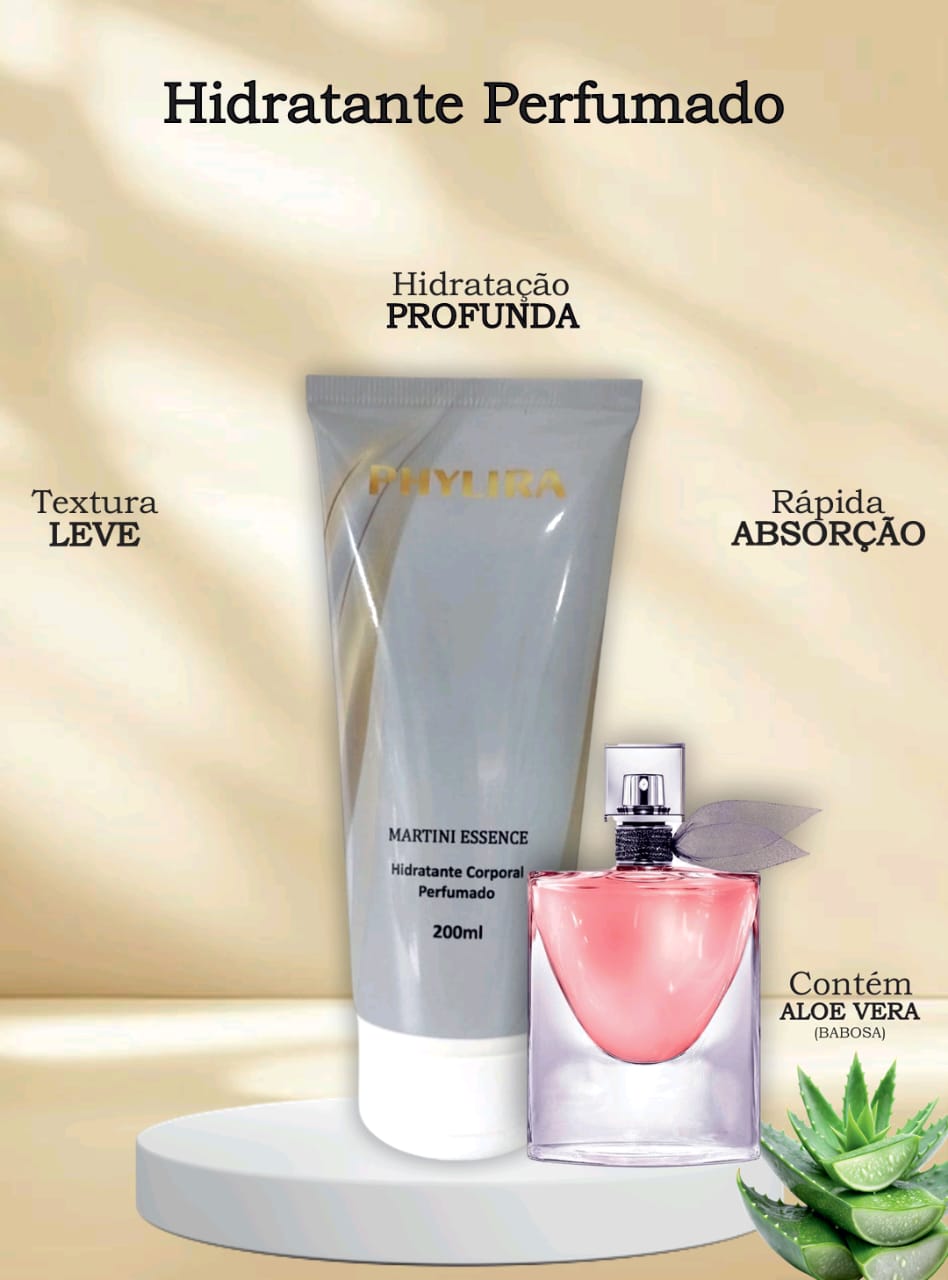 Hidratante Perfumado
Hidratação
PROFUNDA
Textura
LEVE
Rápida
ABSORÇÃO
PHYLIRA
MARTINI ESSENCE
Hidratante Corporal
Perfumado
200ml
Contém
ALOE VERA
(BABOSA)